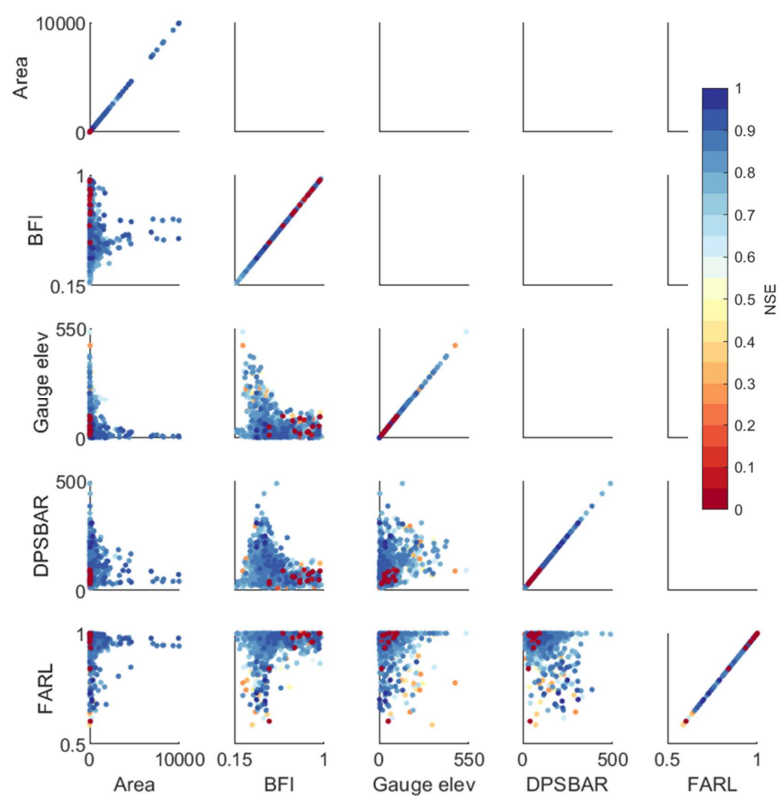 10000
Area
0
1
BFI
0.15
550
Gauge elev
0
500
DPSBAR
0
1
FARL
0.5
0 10000 0.15 1 0 550 0 500 0.5 1
Area BFI Gauge elev DPSBAR FARL
1
0.9
0.8
0.7
0.6
0.5
0.4
0.3
0.2
0.1
0
NSE